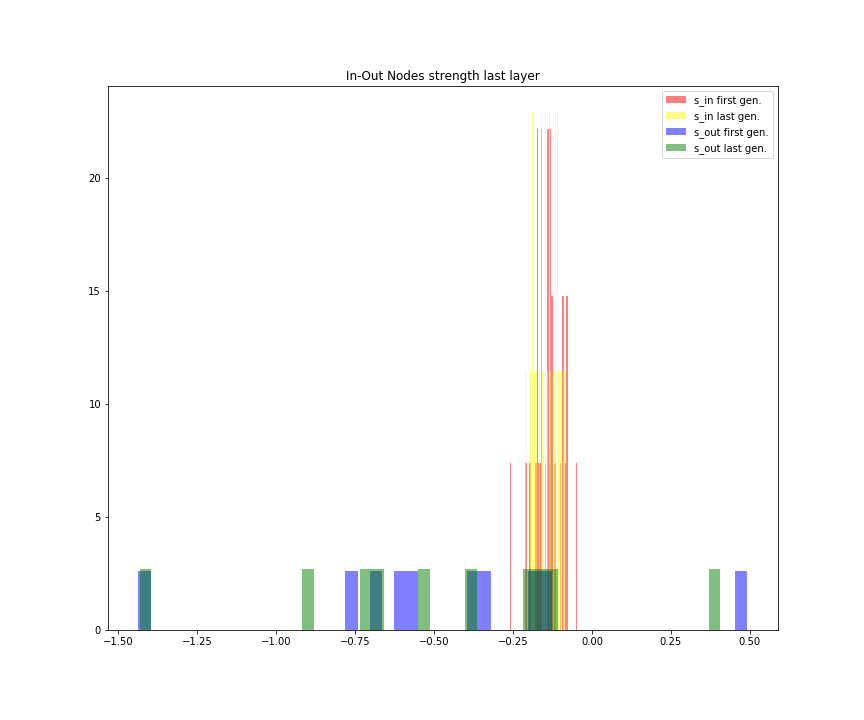 In-Out Nodes strength last layer
s_in first gen.
s_in last gen.
s_out first gen.
s_out last gen.
20
15
10
5
0
−1.50
−1.25
−1.00
−0.75
−0.50
−0.25
0.00
0.25
0.50